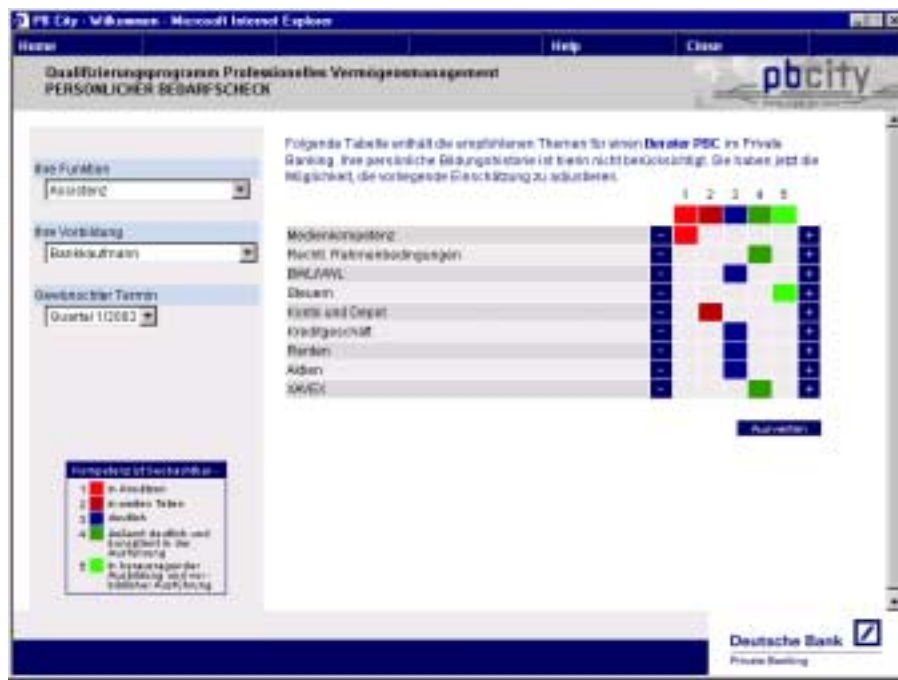 PB City - Willkommen - Microsoft Internet Explorer
Home Help Close
Qualifizierungsprogramm Professionelles Vermögensmanagement
PERSÖNLICHER BEDARFSCHECK
pbcity
Folgende Tabelle enthält die empfohlenen Themen für einen Berater PBC im Private
Banking. Ihre persönliche Bildungshistorie ist hierin nicht berücksichtigt. Sie haben jetzt die
Möglichkeit, die vorliegende Einschätzung zu adjustieren.
Ihre Funktion
Assistenz
Ihre Vorbildung
Bankkaufmann
Gewünschter Termin
Quartal 1/2003
1 2 3 4 5
Medienkompetenz - +
Rechtl. Rahmenbedingungen - +
BWL/VWL - +
Steuern - +
Konto und Depot - +
Kreditgeschäft - +
Renten - +
Aktien - +
XAVEX - +
Auswerten
Kompetenz ist beobachtbar
1 in Ansätzen
2 in weiten Teilen
3 deutlich
4 deutlich und
kompetent in der
Ausführung
5 in herausragender
Ausbildung und
Ausführung
Deutsche Bank
Private Banking